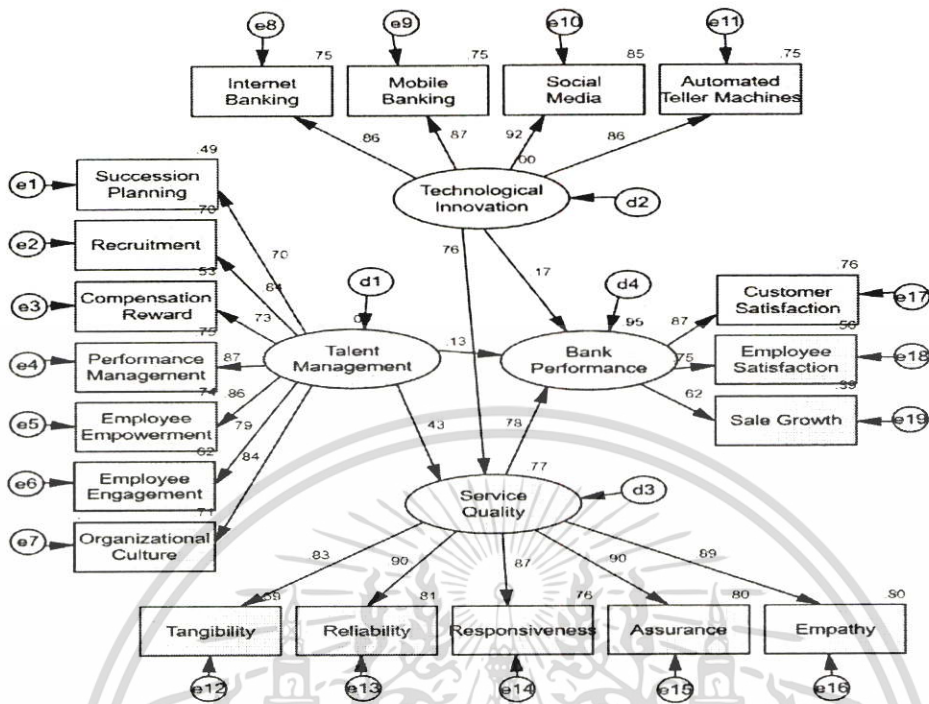 e8
e9
e10
e11
.75
.75
.85
.75
Internet
Banking
Mobile
Banking
Social
Media
Automated
Teller Machines
.86
.87
.92
.86
.00
Technological
Innovation
d2
.49
e1
Succession
Planning
.70
e2
Recruitment
.53
e3
Compensation
Reward
.75
e4
Performance
Management
.74
e5
Employee
Empowerment
.62
e6
Employee
Engagement
.71
e7
Organizational
Culture
.70
.84
.73
.87
.86
.79
.84
d1
Talent
Management
.76
.17
.13
.43
.78
d4
.95
Bank
Performance
.87
.75
.62
.76
Customer
Satisfaction
e17
Employee
Satisfaction
e18
.39
Sale Growth
e19
.77
Service
Quality
d3
.83
.90
.87
.90
.89
.69
.81
.76
.80
.80
Tangibility
Reliability
Responsiveness
Assurance
Empathy
e12
e13
e14
e15
e16